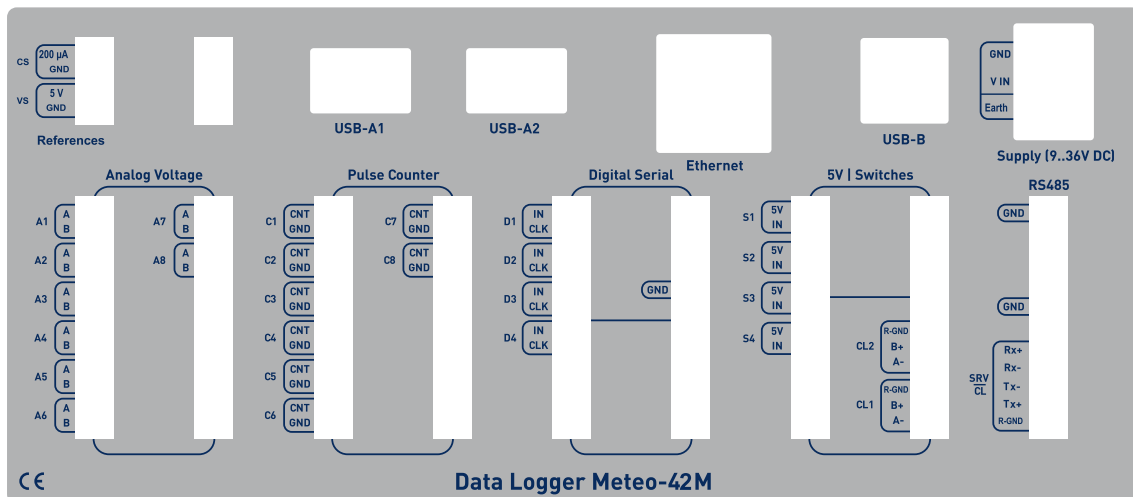 CS 200 µA
GND
VS 5 V
GND
References
USB-A1
USB-A2
Ethernet
USB-B
GND
V IN
Earth
Supply (9..36V DC)
Analog Voltage
A1 A
B
A2 A
B
A3 A
B
A4 A
B
A5 A
B
A6 A
B
A7 A
B
A8 A
B
Pulse Counter
C1 CNT
GND
C2 CNT
GND
C3 CNT
GND
C4 CNT
GND
C5 CNT
GND
C6 CNT
GND
C7 CNT
GND
C8 CNT
GND
Digital Serial
D1 IN
CLK
D2 IN
CLK
D3 IN
CLK
D4 IN
CLK
GND
5V | Switches
S1 5V
IN
S2 5V
IN
S3 5V
IN
S4 5V
IN
CL2 R-GND
B+
A-
CL1 R-GND
B+
A-
RS485
GND
GND
SRV
CL
Rx+
Rx-
Tx-
Tx+
R-GND
CE
Data Logger Meteo-42M